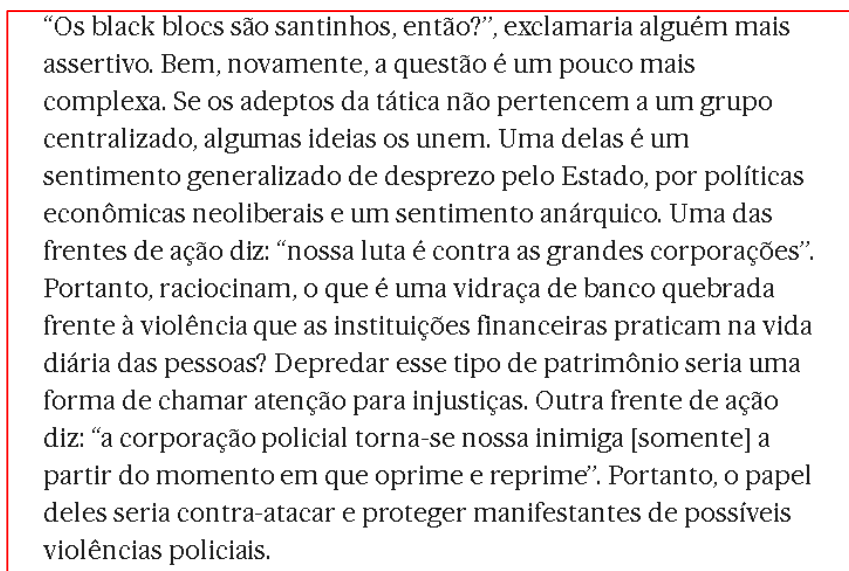 “Os black blocs são santinhos, então?”, exclamaria alguém mais
assertivo. Bem, novamente, a questão é um pouco mais
complexa. Se os adeptos da tática não pertencem a um grupo
centralizado, algumas ideias os unem. Uma delas é um
sentimento generalizado de desprezo pelo Estado, por políticas
econômicas neoliberais e um sentimento anárquico. Uma das
frentes de ação diz: “nossa luta é contra as grandes corporações”.
Portanto, raciocinam, o que é uma vidraça de banco quebrada
frente à violência que as instituições financeiras praticam na vida
diária das pessoas? Depredar esse tipo de patrimônio seria uma
forma de chamar atenção para injustiças. Outra frente de ação
diz: “a corporação policial torna-se nossa inimiga [somente] a
partir do momento em que oprime e reprime”. Portanto, o papel
deles seria contra-atacar e proteger manifestantes de possíveis
violências policiais.